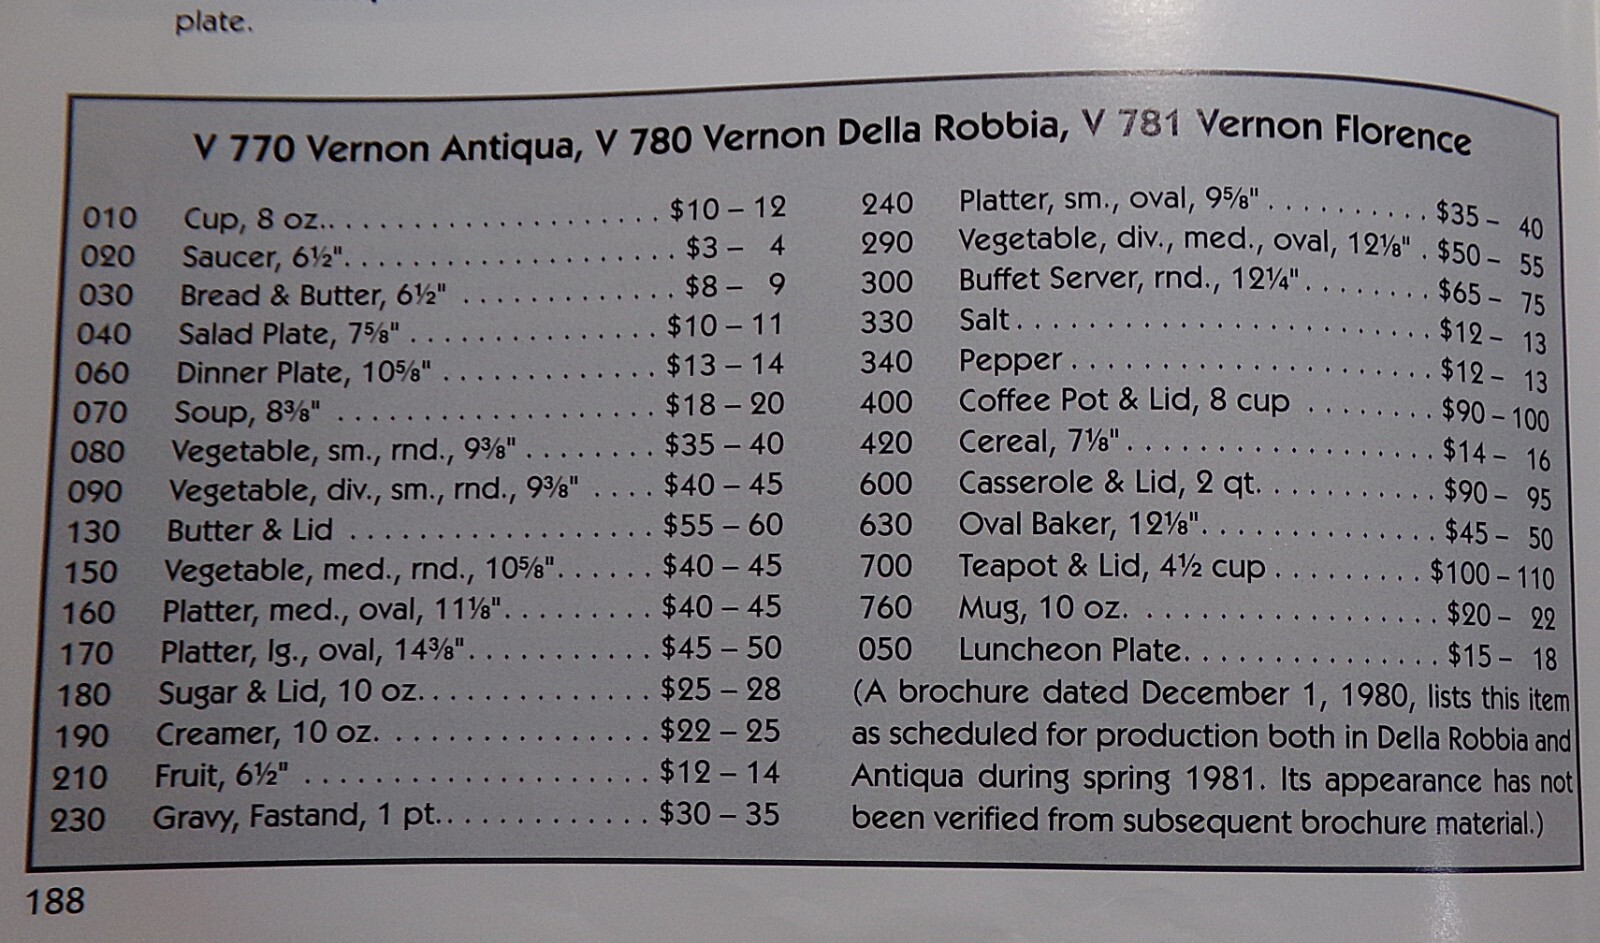 plate.
V 770 Vernon Antiqua, V 780 Vernon Della Robbia, V 781 Vernon Florence
010 Cup, 8 oz.. . . . . . . . . . . . . . . . . . . . $10 – 12
020 Saucer, 6½". . . . . . . . . . . . . . . . . . . . $3 – 4
030 Bread & Butter, 6½" . . . . . . . . . . . . . $8 – 9
040 Salad Plate, 7⅝" . . . . . . . . . . . . . . . $10 – 11
060 Dinner Plate, 10⅝" . . . . . . . . . . . . . $13 – 14
070 Soup, 8⅜" . . . . . . . . . . . . . . . . . . . $18 – 20
080 Vegetable, sm., rnd., 9⅜" . . . . . . . . $35 – 40
090 Vegetable, div., sm., rnd., 9⅜" . . . . $40 – 45
130 Butter & Lid . . . . . . . . . . . . . . . . . . $55 – 60
150 Vegetable, med., rnd., 10⅝". . . . . . $40 – 45
160 Platter, med., oval, 11⅛". . . . . . . . . $40 – 45
170 Platter, lg., oval, 14⅜". . . . . . . . . . . $45 – 50
180 Sugar & Lid, 10 oz. . . . . . . . . . . . . . $25 – 28
190 Creamer, 10 oz. . . . . . . . . . . . . . . . . $22 – 25
210 Fruit, 6½" . . . . . . . . . . . . . . . . . . . . . $12 – 14
230 Gravy, Fastand, 1 pt.. . . . . . . . . . . . . $30 – 35
240 Platter, sm., oval, 9⅝" . . . . . . . . . . $35 – 40
290 Vegetable, div., med., oval, 12⅛" . $50 – 55
300 Buffet Server, rnd., 12¼". . . . . . . . $65 – 75
330 Salt . . . . . . . . . . . . . . . . . . . . . . . . . $12 – 13
340 Pepper . . . . . . . . . . . . . . . . . . . . . . $12 – 13
400 Coffee Pot & Lid, 8 cup . . . . . . . . $90 – 100
420 Cereal, 7⅛" . . . . . . . . . . . . . . . . . . . $14 – 16
600 Casserole & Lid, 2 qt. . . . . . . . . . . . $90 – 95
630 Oval Baker, 12⅛". . . . . . . . . . . . . . . $45 – 50
700 Teapot & Lid, 4½ cup . . . . . . . . . $100 – 110
760 Mug, 10 oz. . . . . . . . . . . . . . . . . . . . $20 – 22
050 Luncheon Plate. . . . . . . . . . . . . . . . $15 – 18
(A brochure dated December 1, 1980, lists this item
as scheduled for production both in Della Robbia and
Antiqua during spring 1981. Its appearance has not
been verified from subsequent brochure material.)
188